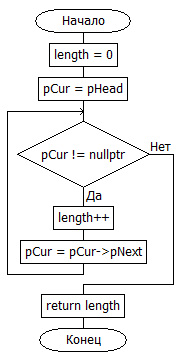 Начало
length = 0
pCur = pHead
pCur != nullptr
Нет
Да
length++
pCur = pCur->pNext
return length
Конец